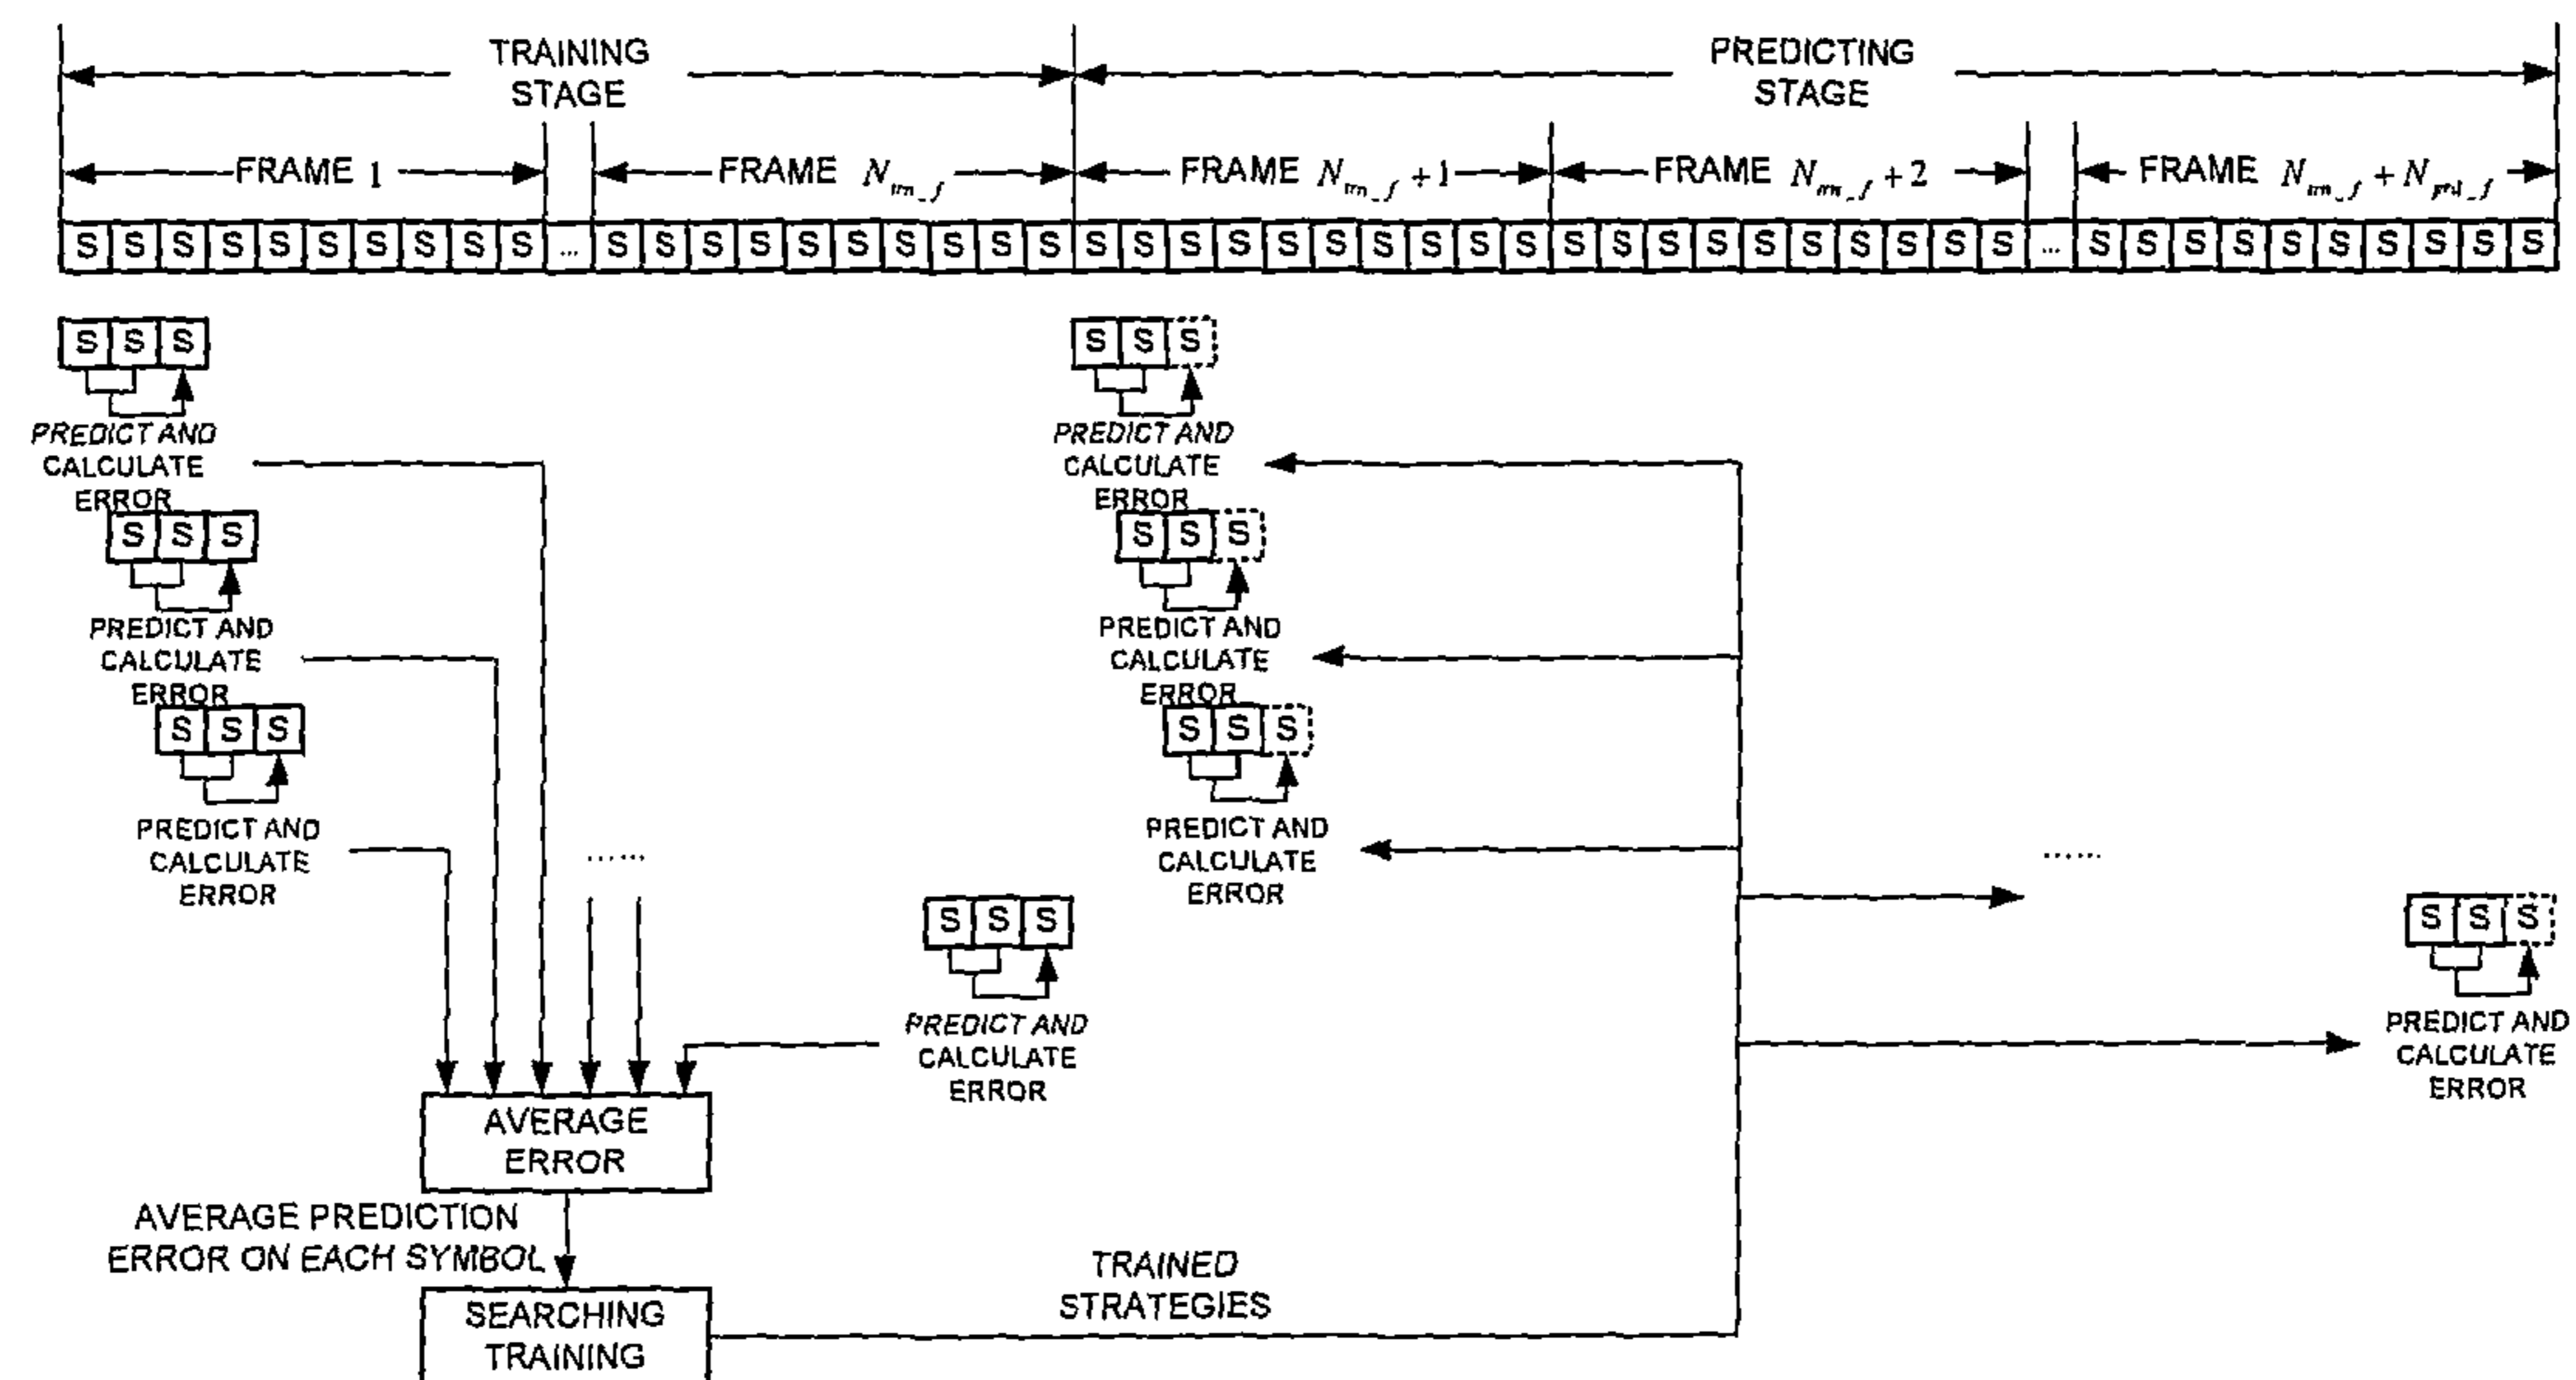 TRAINING
STAGE
PREDICTING
STAGE
FRAME 1
FRAME N_trn_f
FRAME N_trn_f + 1
FRAME N_trn_f + 2
FRAME N_trn_f + N_prd_f
S S S S S S S S S S ... S S S S S S S S S S S S S S S S S S S S S S S S S S S S S S ... S S S S S S S S S S
S S S
PREDICT AND
CALCULATE
ERROR
S S S
PREDICT AND
CALCULATE
ERROR
S S S
PREDICT AND
CALCULATE
ERROR
......
S S S
PREDICT AND
CALCULATE
ERROR
AVERAGE
ERROR
AVERAGE PREDICTION
ERROR ON EACH SYMBOL
SEARCHING
TRAINING
TRAINED
STRATEGIES
S S S
PREDICT AND
CALCULATE
ERROR
S S S
PREDICT AND
CALCULATE
ERROR
S S S
PREDICT AND
CALCULATE
ERROR
......
S S S
PREDICT AND
CALCULATE
ERROR